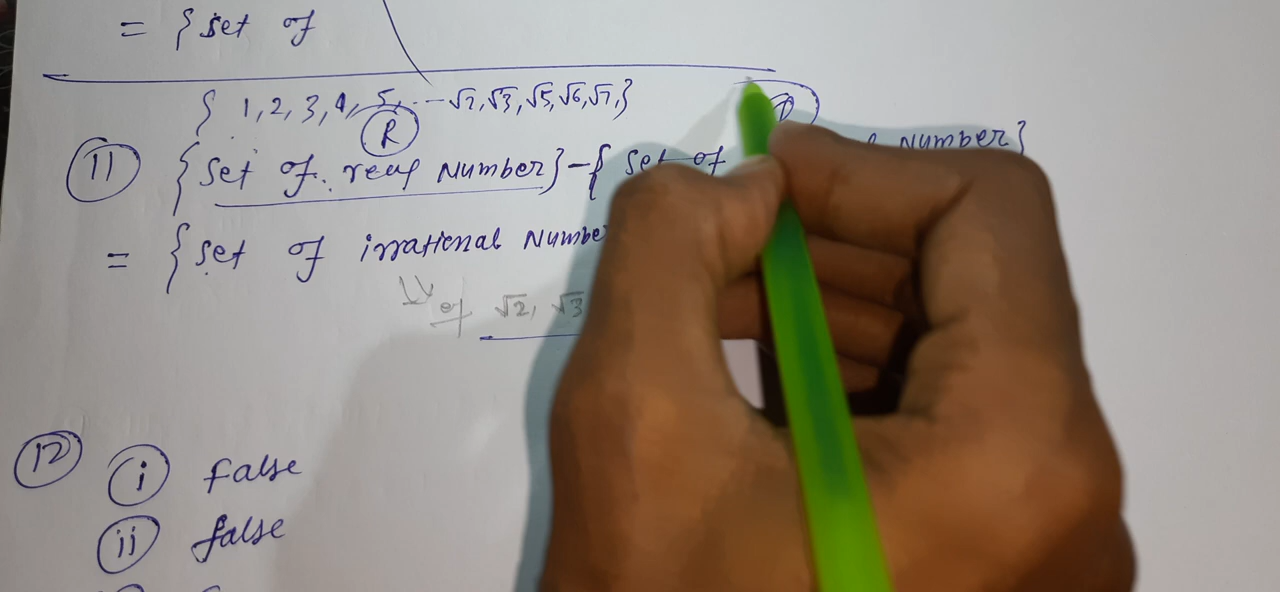 = { set of
{ 1, 2, 3, 4, 5, -- √2, √3, √5, √6, √7, }
R
11 { set of real Number } - { set of Number }
= { set of irrational Numbe
eg √2, √3
12 i false
ii false